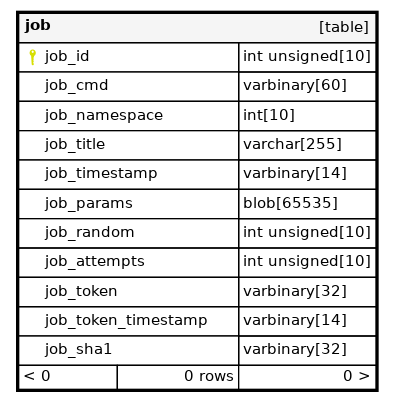 job [table]
job_id int unsigned[10]
job_cmd varbinary[60]
job_namespace int[10]
job_title varchar[255]
job_timestamp varbinary[14]
job_params blob[65535]
job_random int unsigned[10]
job_attempts int unsigned[10]
job_token varbinary[32]
job_token_timestamp varbinary[14]
job_sha1 varbinary[32]
< 0 0 rows 0 >